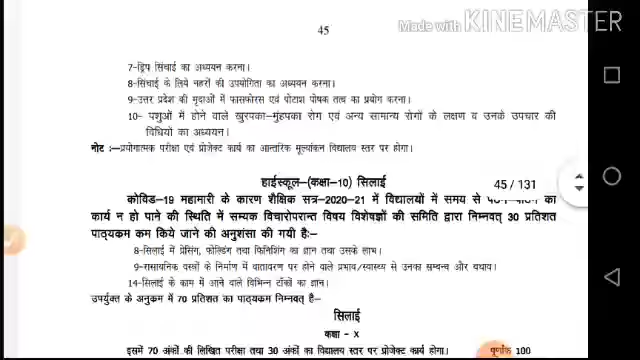 45
Made with KINEMASTER
7-ड्रिप सिंचाई का अध्ययन करना।
8-सिंचाई के लिये नहरों की उपयोगिता का अध्ययन करना।
9-उत्तर प्रदेश की मृदाओं में फास्फोरस एवं पोटाश पोषक तत्व का प्रयोग करना।
10- पशुओं में होने वाले खुरपका-मुंहपका रोग एवं अन्य सामान्य रोगों के लक्षण व उनके उपचार की
विधियों का अध्ययन।
नोट :—प्रयोगात्मक परीक्षा एवं प्रोजेक्ट कार्य का आन्तरिक मूल्यांकन विद्यालय स्तर पर होगा।
हाईस्कूल—(कक्षा-10) सिलाई
45 / 131
कोविड-19 महामारी के कारण शैक्षिक सत्र-2020-21 में विद्यालयों में समय से का
कार्य न हो पाने की स्थिति में सम्यक विचारोपरान्त विषय विशेषज्ञों की समिति द्वारा निम्नवत् 30 प्रतिशत
पाठ्यकम कम किये जाने की अनुशंसा की गयी है:-
8-सिलाई में प्रेसिंग, फोल्डिंग तथा फिनिशिंग का ज्ञान तथा उसके लाभ।
9-रासायनिक वस्त्रों के निर्माण में वातावरण पर होने वाले प्रभाव/स्वास्थ्य से उनका सम्बन्ध और बचाव।
14-सिलाई के काम में आने वाले विभिन्न टाँकों का ज्ञान।
उपर्युक्त के अनुकम में 70 प्रतिशत का पाठ्यकम निम्नवत् है—
सिलाई
कक्षा - X
इसमें 70 अंकों की लिखित परीक्षा तथा 30 अंकों का विद्यालय स्तर पर प्रोजेक्ट कार्य होगा। पूर्णांक 100